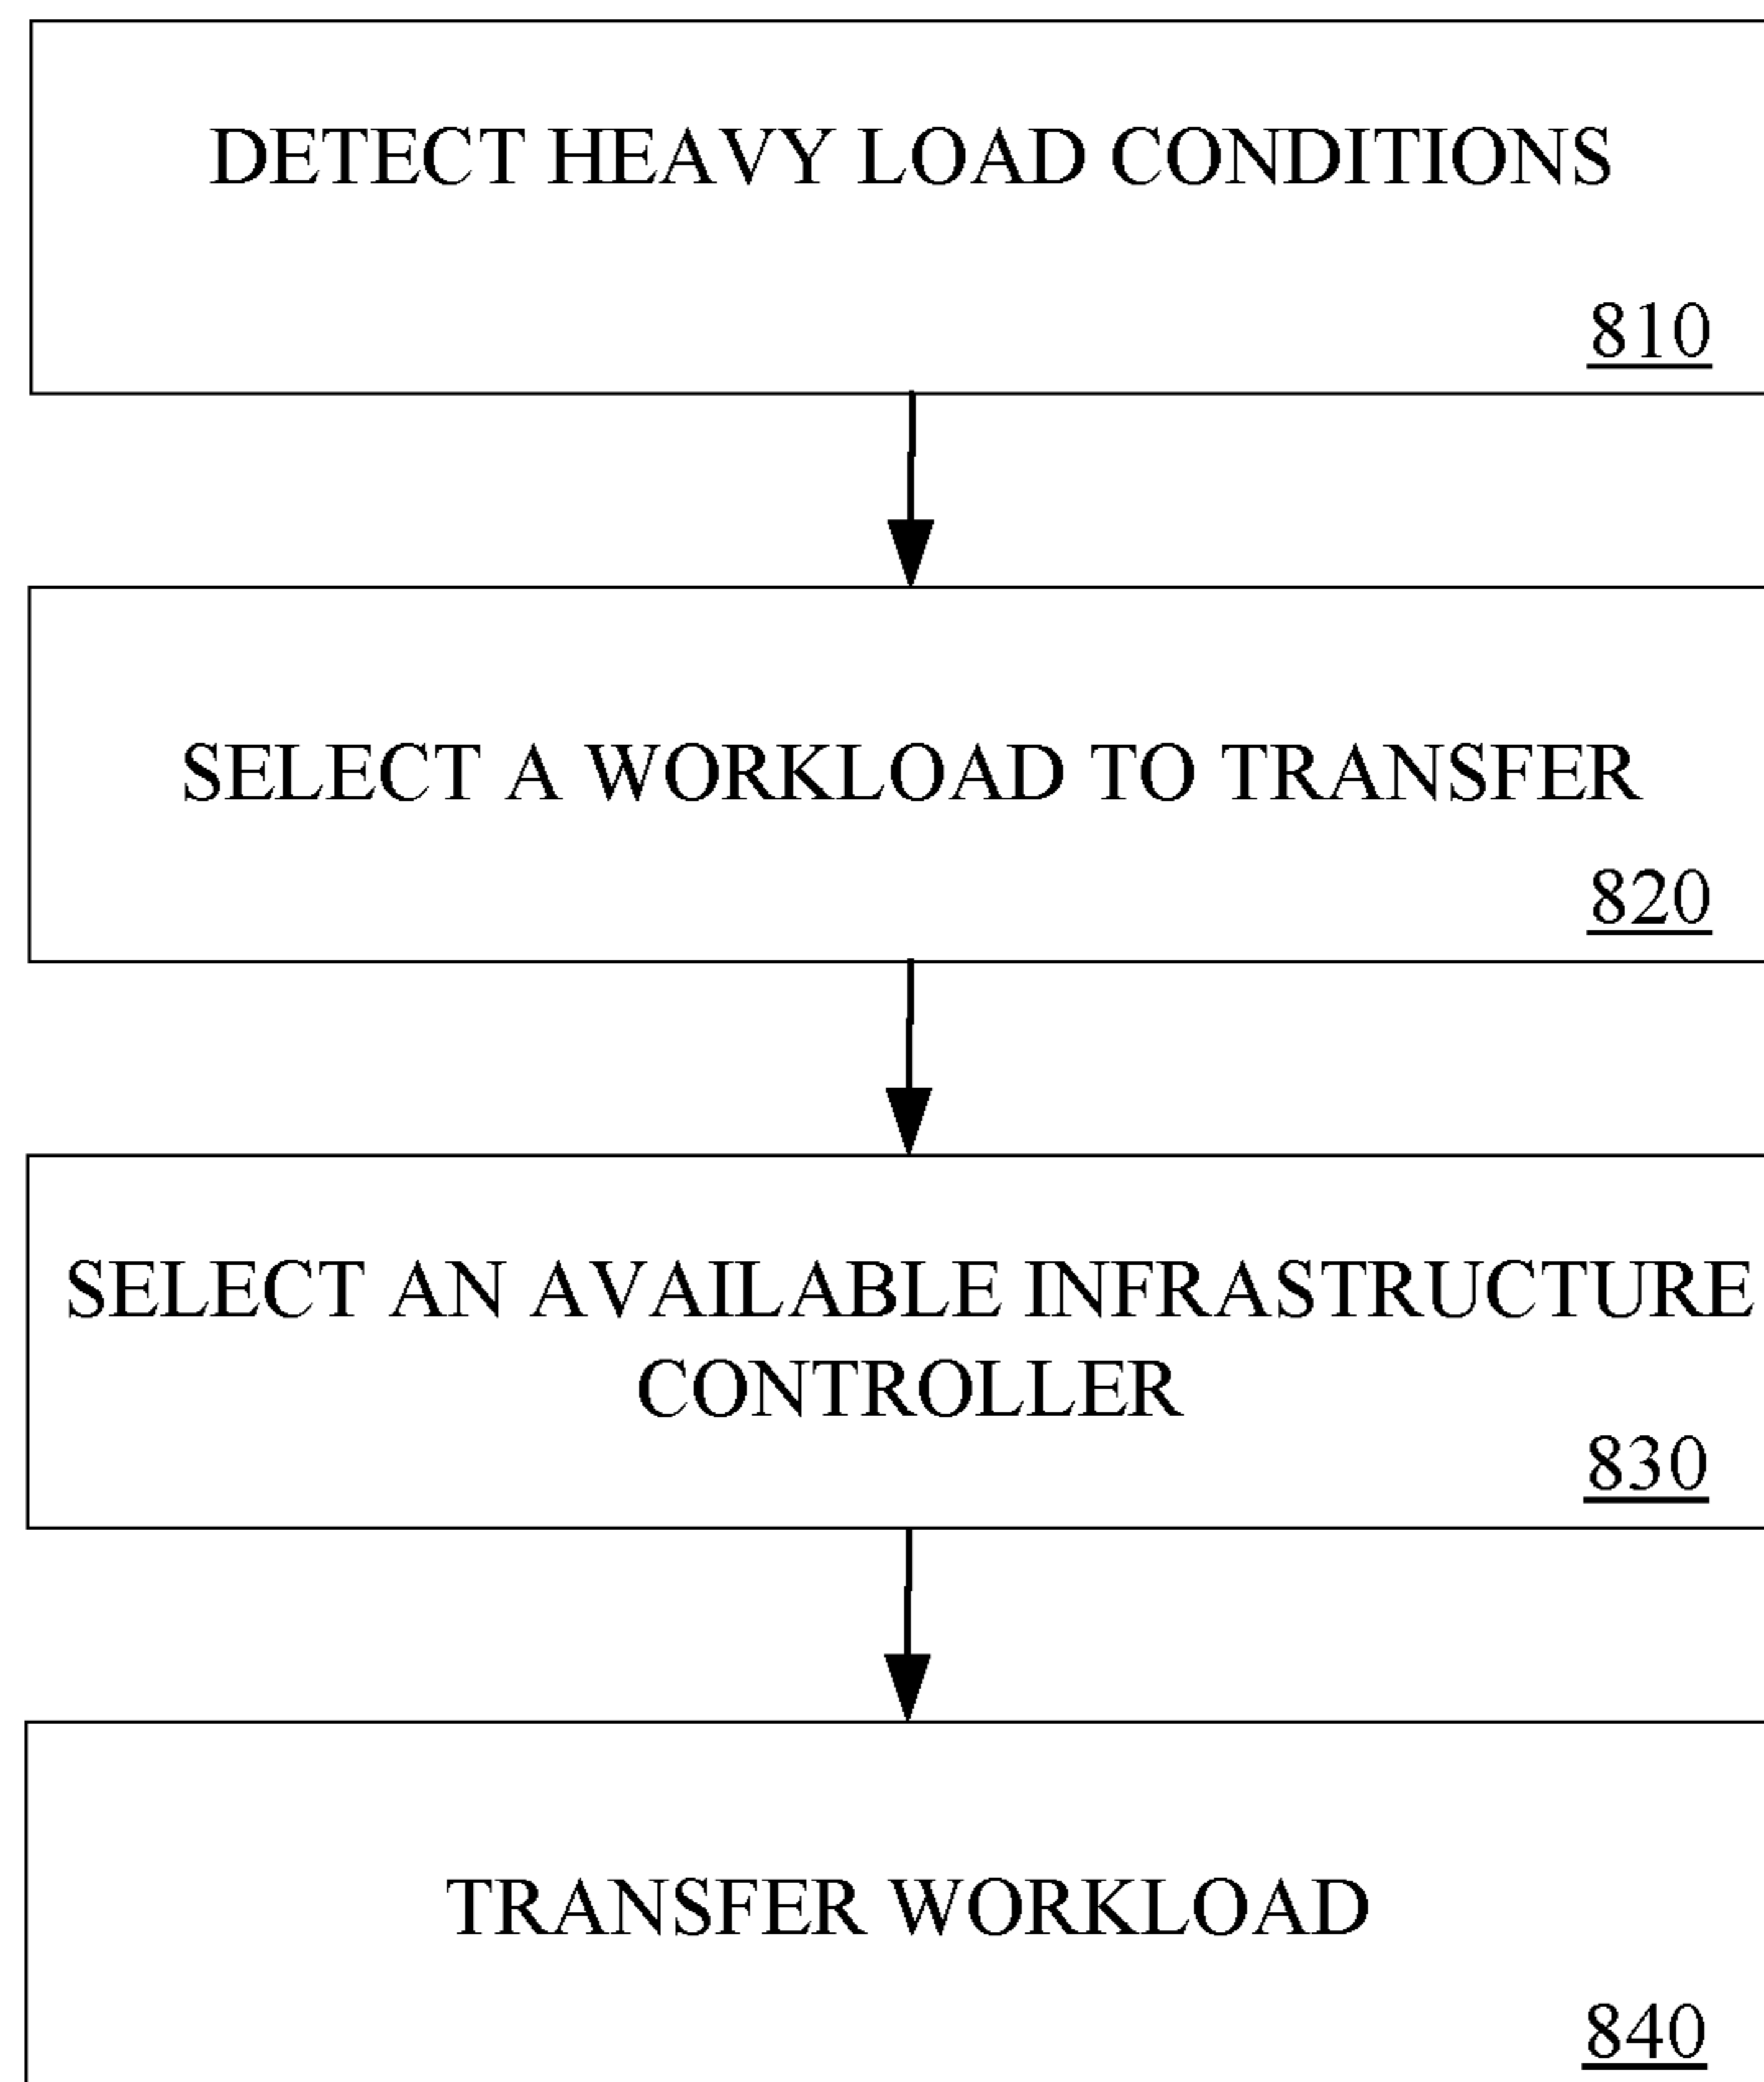 DETECT HEAVY LOAD CONDITIONS
810
SELECT A WORKLOAD TO TRANSFER
820
SELECT AN AVAILABLE INFRASTRUCTURE
CONTROLLER
830
TRANSFER WORKLOAD
840